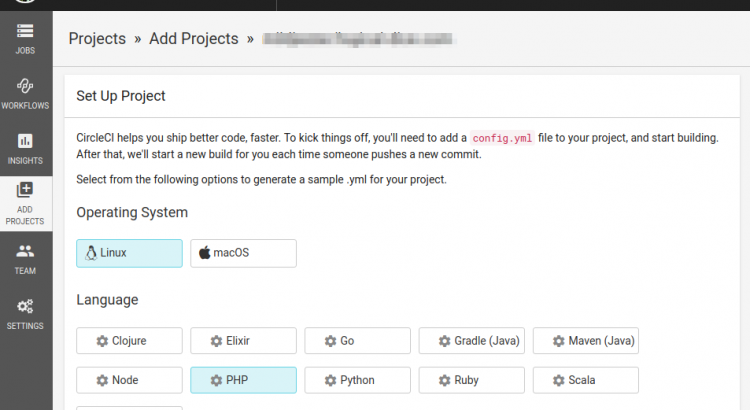 Projects » Add Projects »
JOBS
WORKFLOWS
INSIGHTS
ADD
PROJECTS
TEAM
SETTINGS
Set Up Project
CircleCI helps you ship better code, faster. To kick things off, you'll need to add a config.yml file to your project, and start building.
After that, we'll start a new build for you each time someone pushes a new commit.
Select from the following options to generate a sample .yml for your project.
Operating System
Linux macOS
Language
Clojure Elixir Go Gradle (Java) Maven (Java)
Node PHP Python Ruby Scala